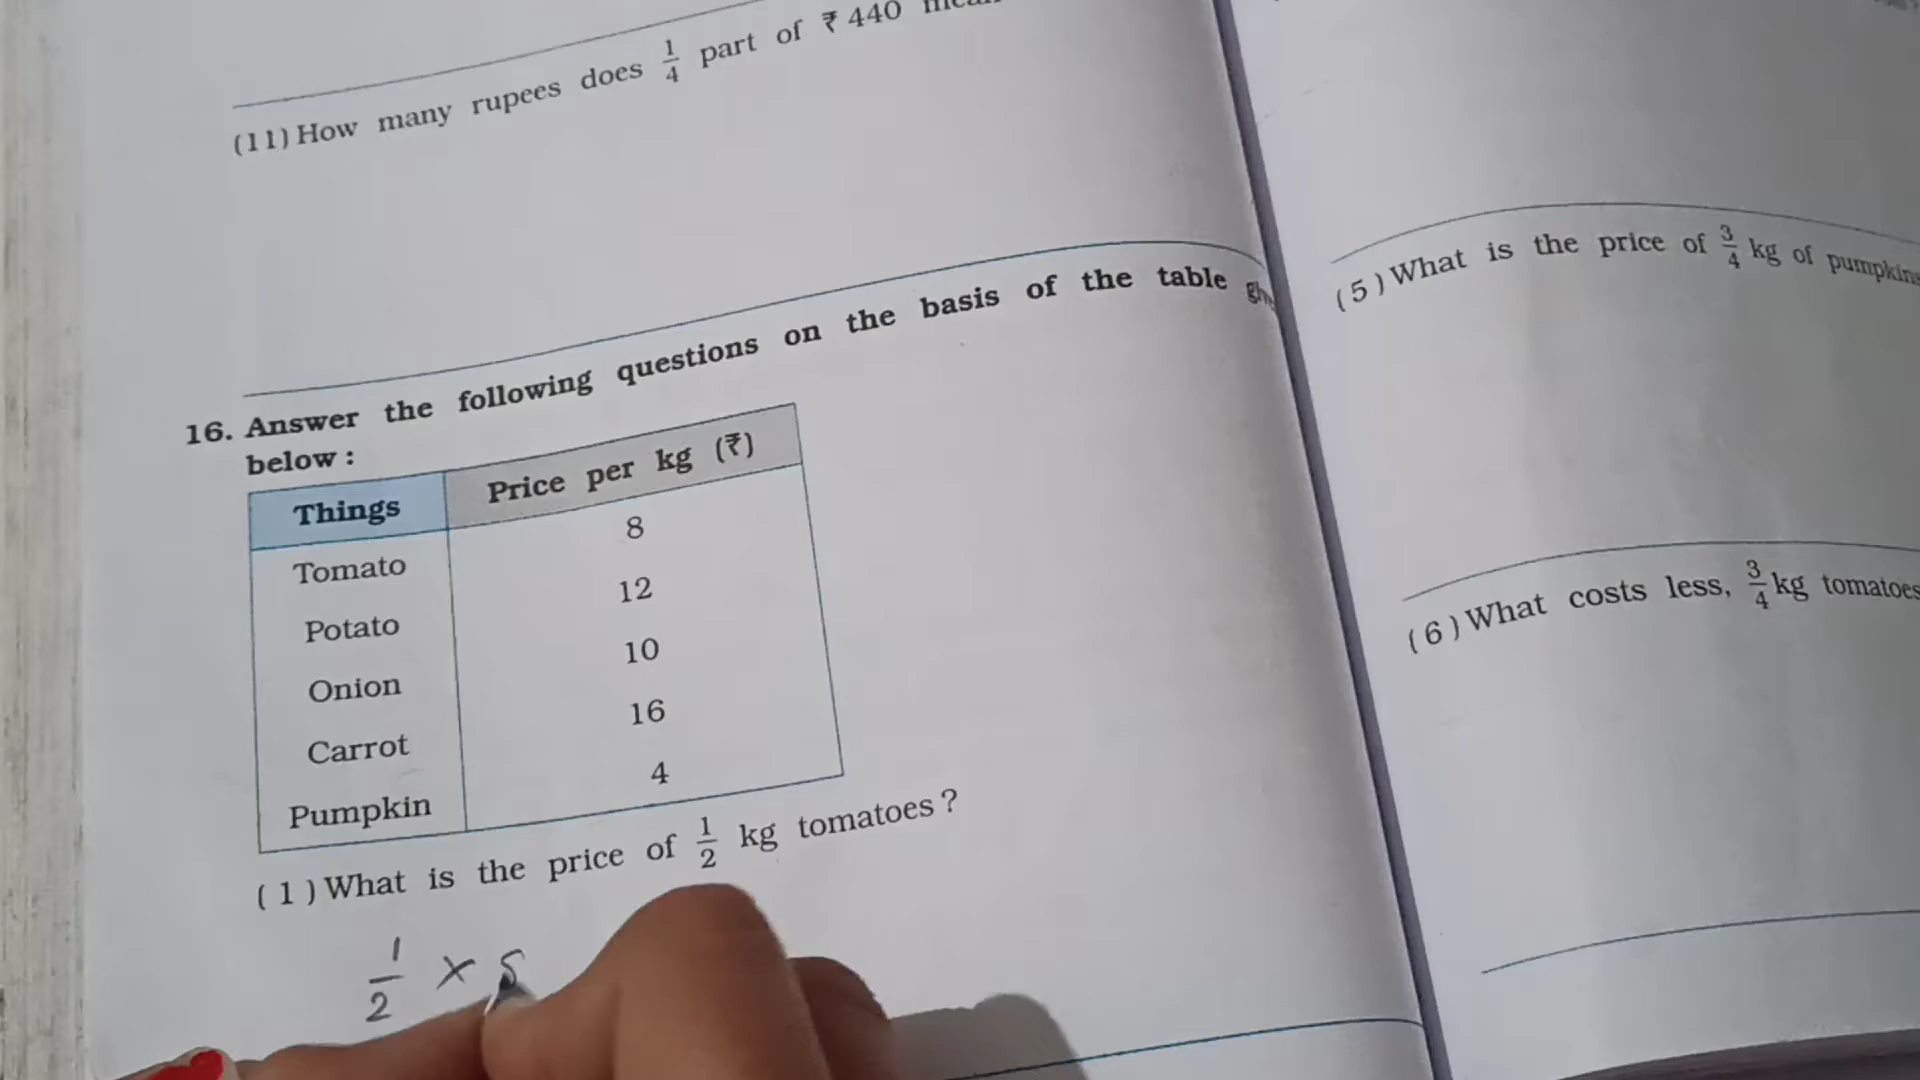 (11) How many rupees does 1/4 part of ₹ 440
16. Answer the following questions on the basis of the table
below :
Things Price per kg (₹)
Tomato 8
Potato 12
Onion 10
Carrot 16
Pumpkin 4
(1) What is the price of 1/2 kg tomatoes ?
1/2 ×
(5) What is the price of 3/4 kg of
(6) What costs less, 3/4 kg tomatoes